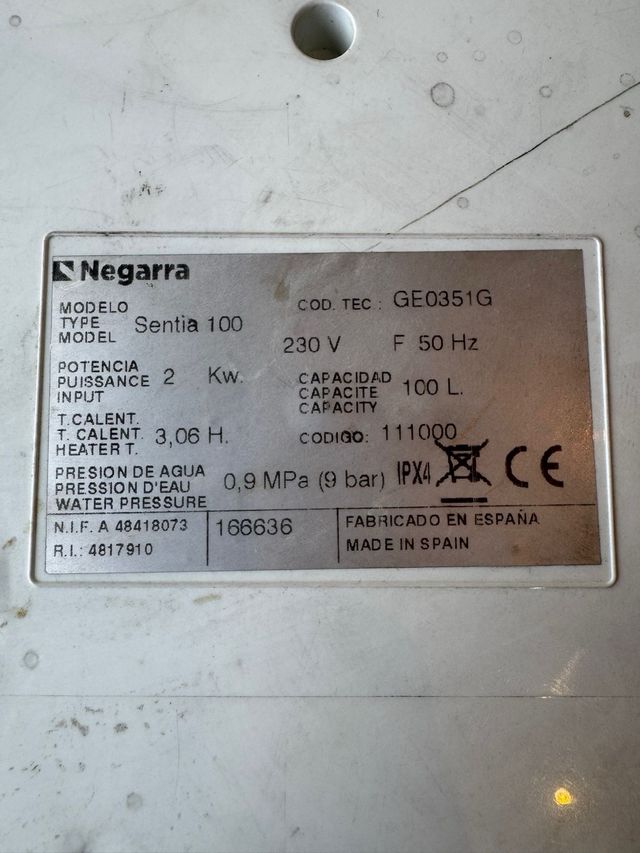 Negarra
MODELO
TYPE
MODEL
Sentia 100
COD. TEC : GE0351G
230 V F 50 Hz
POTENCIA
PUISSANCE
INPUT
2 Kw.
CAPACIDAD
CAPACITE
CAPACITY
100 L.
T.CALENT.
T. CALENT.
HEATER T.
3,06 H.
CODIGO: 111000
PRESION DE AGUA
PRESSION D'EAU
WATER PRESSURE
0,9 MPa (9 bar) IPX4 CE
N.I.F. A 48418073
R.I.: 4817910
166636
FABRICADO EN ESPAÑA
MADE IN SPAIN